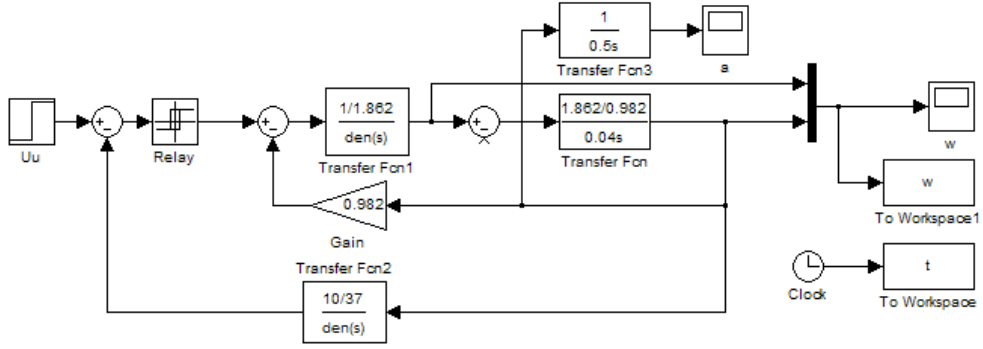 1
0.5s
Transfer Fcn3
a
Uu
Relay
1/1.862
den(s)
Transfer Fcn1
1.862/0.982
0.04s
Transfer Fcn
w
w
To Workspace1
0.982
Gain
Transfer Fcn2
10/37
den(s)
Clock
t
To Workspace